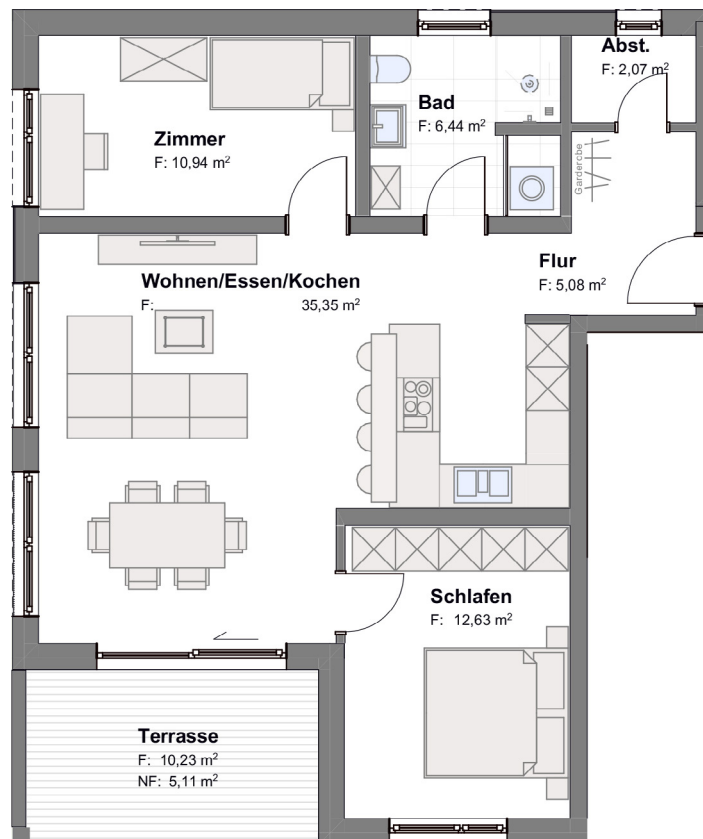 Abst.
F: 2,07 m²
Bad
F: 6,44 m²
Zimmer
F: 10,94 m²
Garderobe
Flur
F: 5,08 m²
Wohnen/Essen/Kochen
F: 35,35 m²
Schlafen
F: 12,63 m²
Terrasse
F: 10,23 m²
NF: 5,11 m²